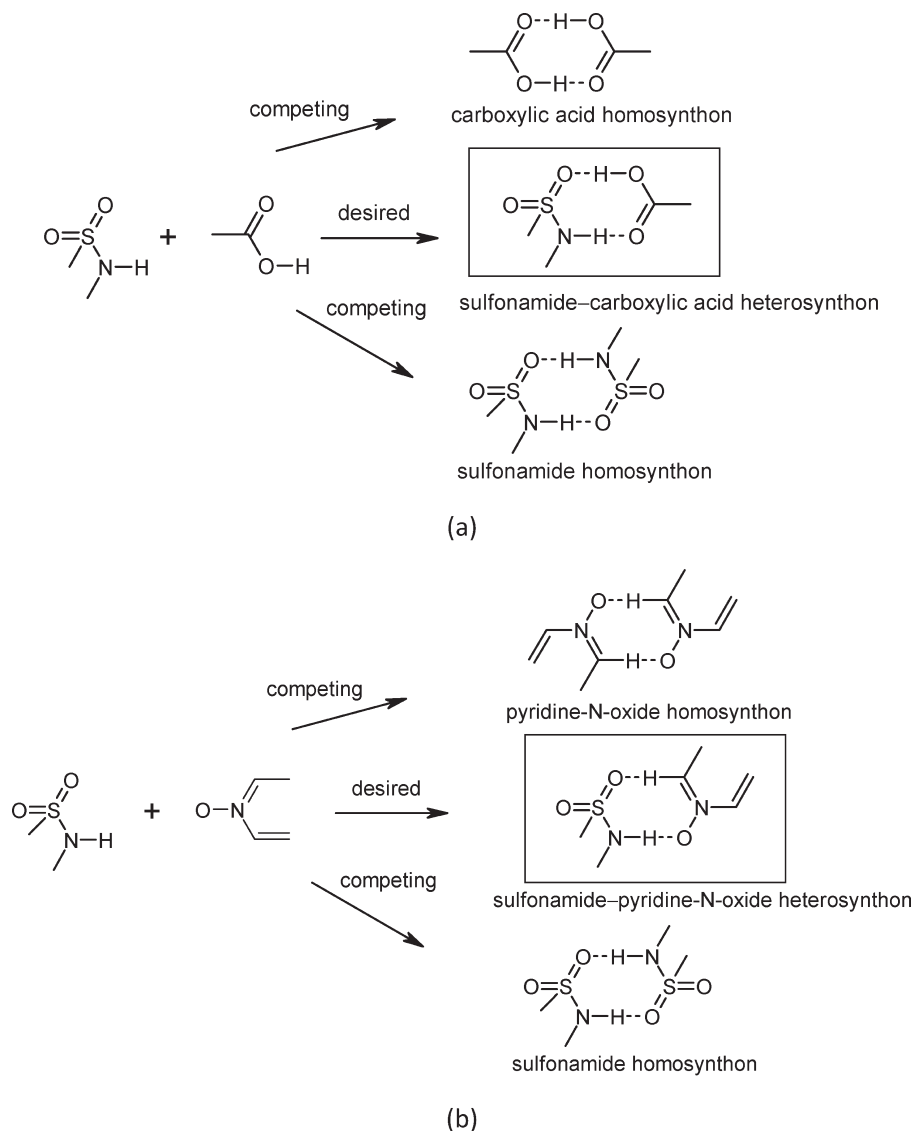 O--H-O
O-H--O
competing
carboxylic acid homosynthon
O
O=S
N-H
+
O
O-H
desired
O--H-O
O=S
N-H--O
sulfonamide–carboxylic acid heterosynthon
competing
O--H-N
O=S
S=O
N-H--O
sulfonamide homosynthon
(a)
O--H
N
N
H--O
competing
pyridine-N-oxide homosynthon
O
O=S
N-H
+
O-N
desired
O--H
O=S
N
N-H--O
sulfonamide–pyridine-N-oxide heterosynthon
competing
O--H-N
O=S
S=O
N-H--O
sulfonamide homosynthon
(b)